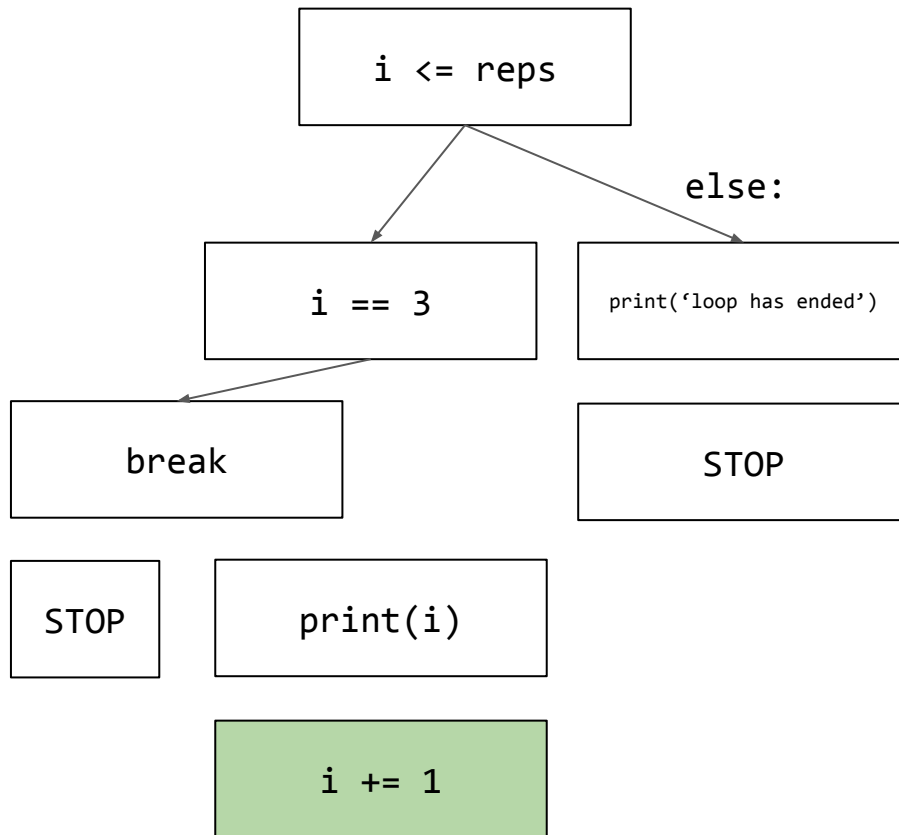 i <= reps
else:
i == 3
print(‘loop has ended’)
break
STOP
STOP
print(i)
i += 1